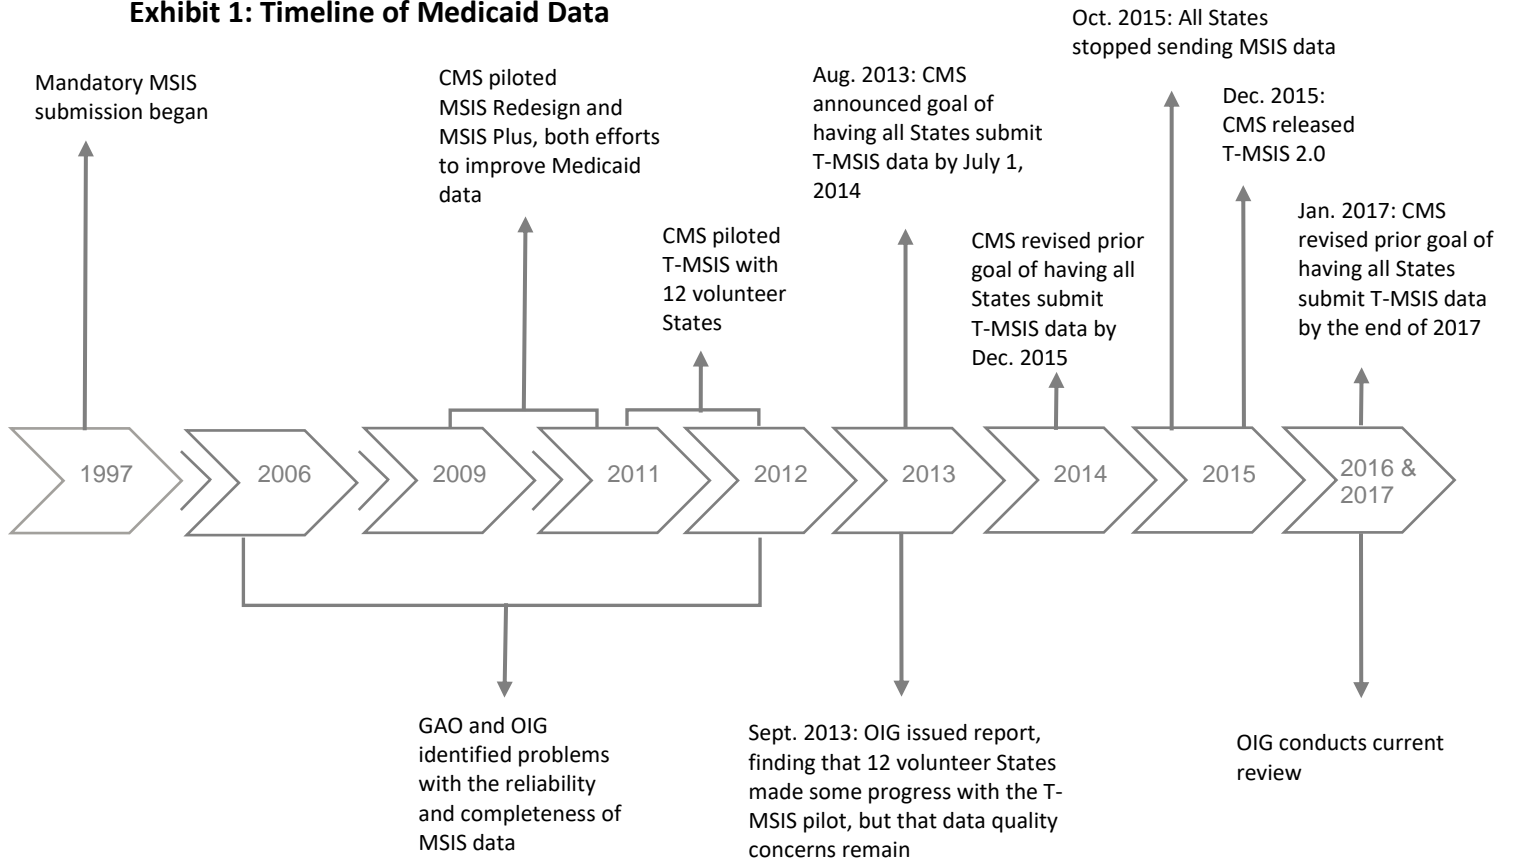 Exhibit 1: Timeline of Medicaid Data
Mandatory MSIS
submission began
CMS piloted
MSIS Redesign and
MSIS Plus, both efforts
to improve Medicaid
data
CMS piloted
T-MSIS with
12 volunteer
States
Aug. 2013: CMS
announced goal of
having all States submit
T-MSIS data by July 1,
2014
CMS revised prior
goal of having all
States submit
T-MSIS data by
Dec. 2015
Oct. 2015: All States
stopped sending MSIS data
Dec. 2015:
CMS released
T-MSIS 2.0
Jan. 2017: CMS
revised prior goal of
having all States
submit T-MSIS data
by the end of 2017
1997
2006
2009
2011
2012
2013
2014
2015
2016 &
2017
GAO and OIG
identified problems
with the reliability
and completeness of
MSIS data
Sept. 2013: OIG issued report,
finding that 12 volunteer States
made some progress with the T-
MSIS pilot, but that data quality
concerns remain
OIG conducts current
review